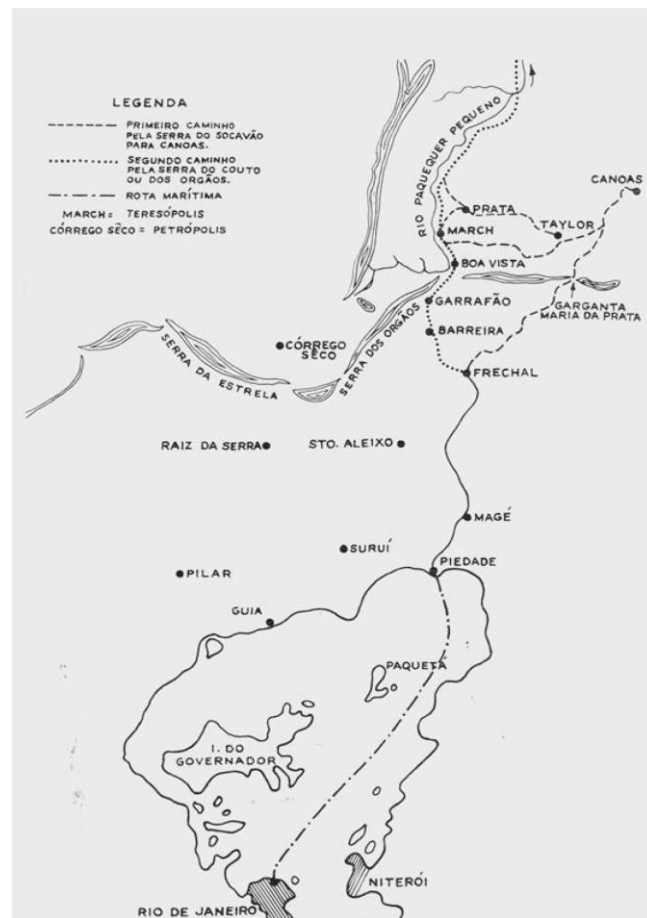 LEGENDA
PRIMEIRO CAMINHO
PELA SERRA DO SOCAVÃO
PARA CANOAS.
SEGUNDO CAMINHO
PELA SERRA DO COUTO
OU DOS ORGÃOS.
ROTA MARÍTIMA
MARCH = TERESÓPOLIS
CÓRREGO SÊCO = PETRÓPOLIS
RIO PAQUEQUER PEQUENO
CANOAS
PRATA
TAYLOR
MARCH
BOA VISTA
GARRAFÃO
GARGANTA
MARIA DA PRATA
BARREIRA
SERRA DOS ORGÃOS
CÓRREGO
SÊCO
SERRA DA ESTRELA
FRECHAL
RAIZ DA SERRA
STO. ALEIXO
MAGÉ
SURUÍ
PIEDADE
PILAR
GUIA
PAQUETÁ
I. DO
GOVERNADOR
NITERÓI
RIO DE JANEIRO